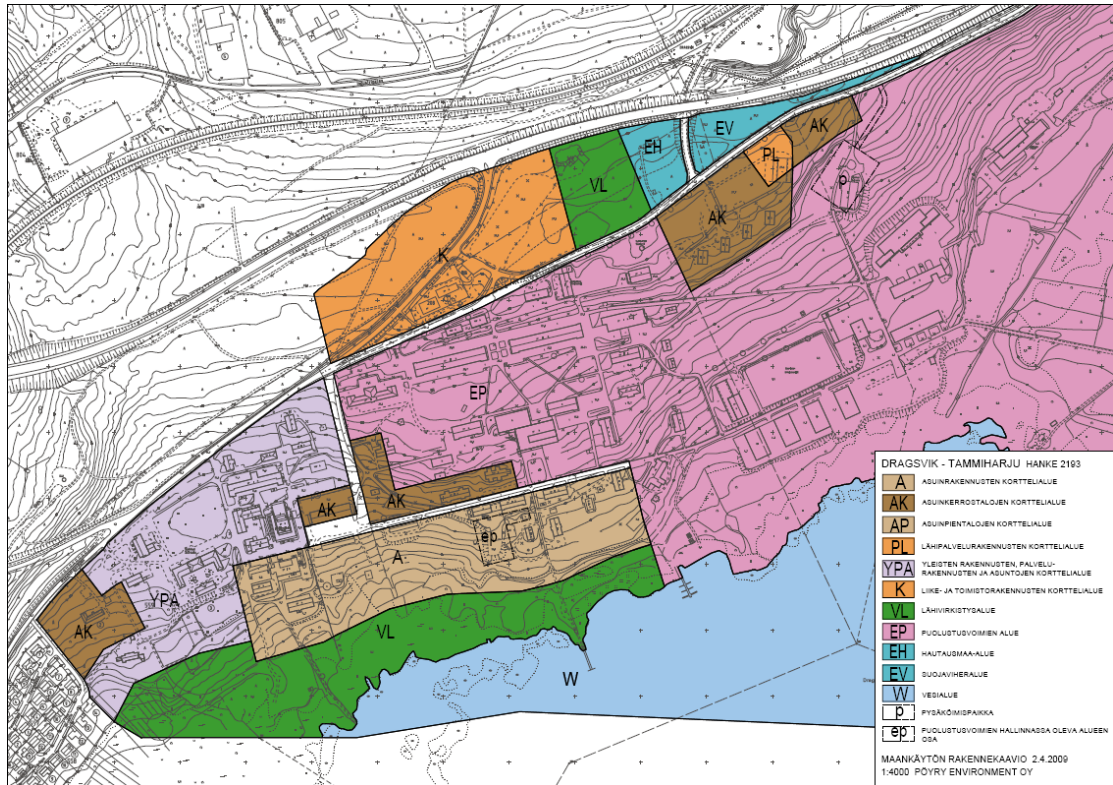 EV
AK
EH
PL
p
VL
AK
K
EP
AK
AK
ep
A
YPA
AK
VL
W
DRAGSVIK - TAMMIHARJU HANKE 2193
A ASUINRAKENNUSTEN KORTTELIALUE
AK ASUINKERROSTALOJEN KORTTELIALUE
AP ASUINPIENTALOJEN KORTTELIALUE
PL LÄHIPALVELURAKENNUSTEN KORTTELIALUE
YPA YLEISTEN RAKENNUSTEN, PALVELU-
RAKENNUSTEN JA ASUNTOJEN KORTTELIALUE
K LIIKE- JA TOIMISTORAKENNUSTEN KORTTELIALUE
VL LÄHIVIRKISTYSALUE
EP PUOLUSTUSVOIMIEN ALUE
EH HAUTAUSMAA-ALUE
EV SUOJAVIHERALUE
W VESIALUE
p PYSÄKÖIMISPAIKKA
ep PUOLUSTUSVOIMIEN HALLINNASSA OLEVA ALUEEN
OSA
MAANKÄYTÖN RAKENNEKAAVIO 2.4.2009
1:4000 PÖYRY ENVIRONMENT OY